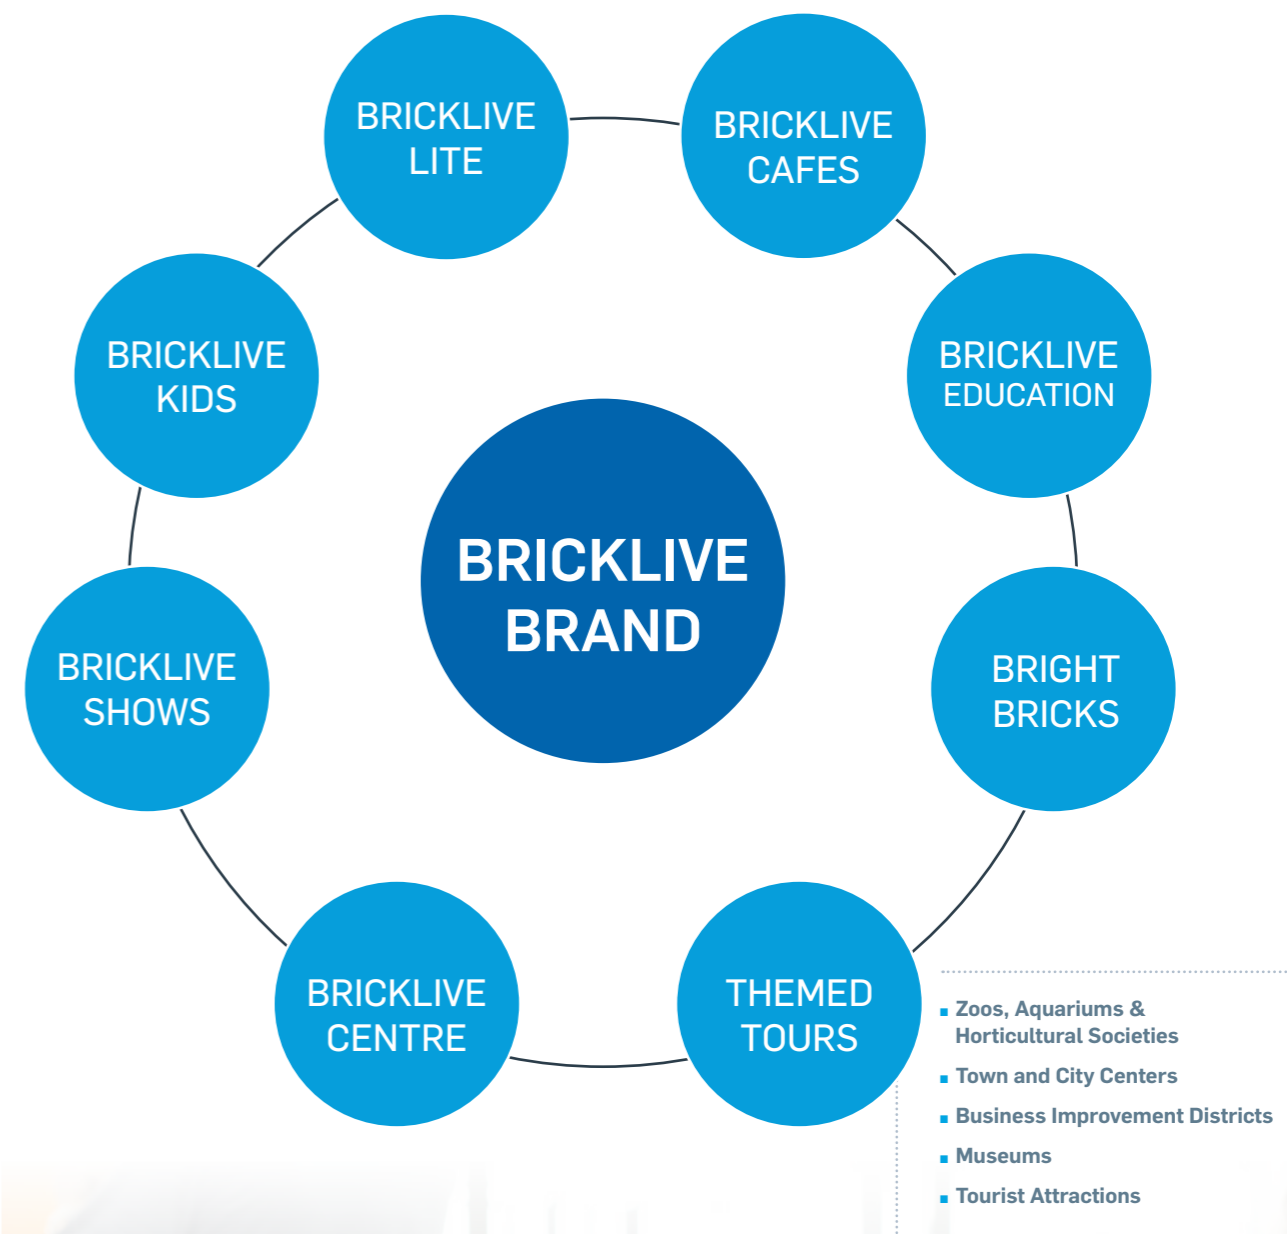 BRICKLIVE
LITE
BRICKLIVE
CAFES
BRICKLIVE
KIDS
BRICKLIVE
EDUCATION
BRICKLIVE
BRAND
BRICKLIVE
SHOWS
BRIGHT
BRICKS
BRICKLIVE
CENTRE
THEMED
TOURS
Zoos, Aquariums &
Horticultural Societies
Town and City Centers
Business Improvement Districts
Museums
Tourist Attractions